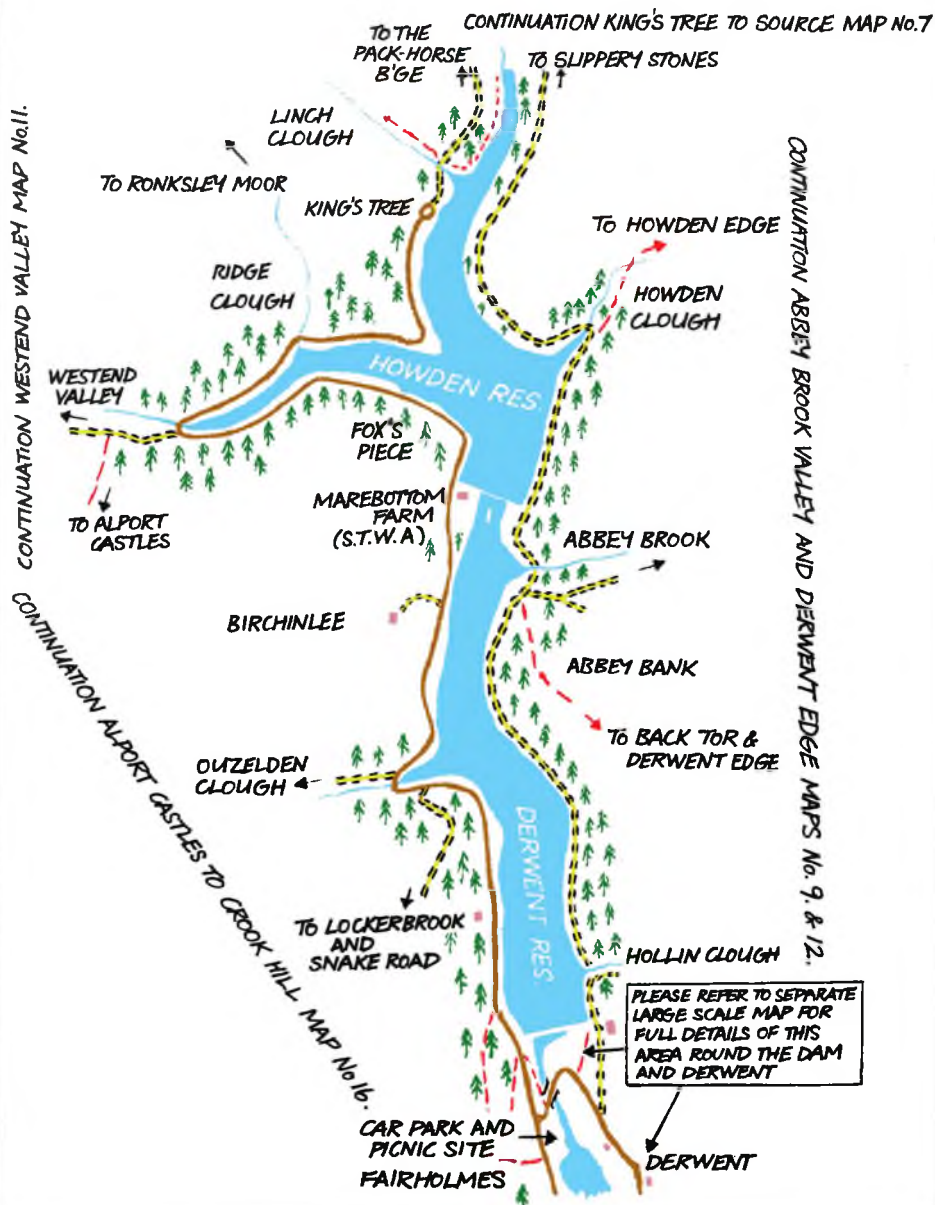 CONTINUATION KING'S TREE TO SOURCE MAP No.7
TO THE
PACK-HORSE
B'GE
TO SLIPPERY STONES
LINCH
CLOUGH
TO RONKSLEY MOOR
KING'S TREE
TO HOWDEN EDGE
HOWDEN
CLOUGH
RIDGE
CLOUGH
HOWDEN RES.
WESTEND
VALLEY
FOX'S
PIECE
TO ALPORT
CASTLES
MAREBOTTOM
FARM
(S.T.W.A)
ABBEY BROOK
BIRCHINLEE
ABBEY BANK
TO BACK TOR &
DERWENT EDGE
OUZELDEN
CLOUGH
DERWENT RES.
TO LOCKERBROOK
AND
SNAKE ROAD
HOLLIN CLOUGH
PLEASE REFER TO SEPARATE
LARGE SCALE MAP FOR
FULL DETAILS OF THIS
AREA ROUND THE DAM
AND DERWENT
CAR PARK AND
PICNIC SITE
FAIRHOLMES
DERWENT
CONTINUATION WESTEND VALLEY MAP No.11.
CONTINUATION ALPORT CASTLES TO CROOK HILL MAP No 16.
CONTINUATION ABBEY BROOK VALLEY AND DERWENT EDGE MAPS No. 9. & 12.